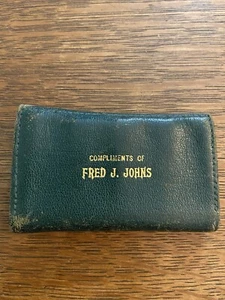 COMPLIMENTS OF
FRED J. JOHNS